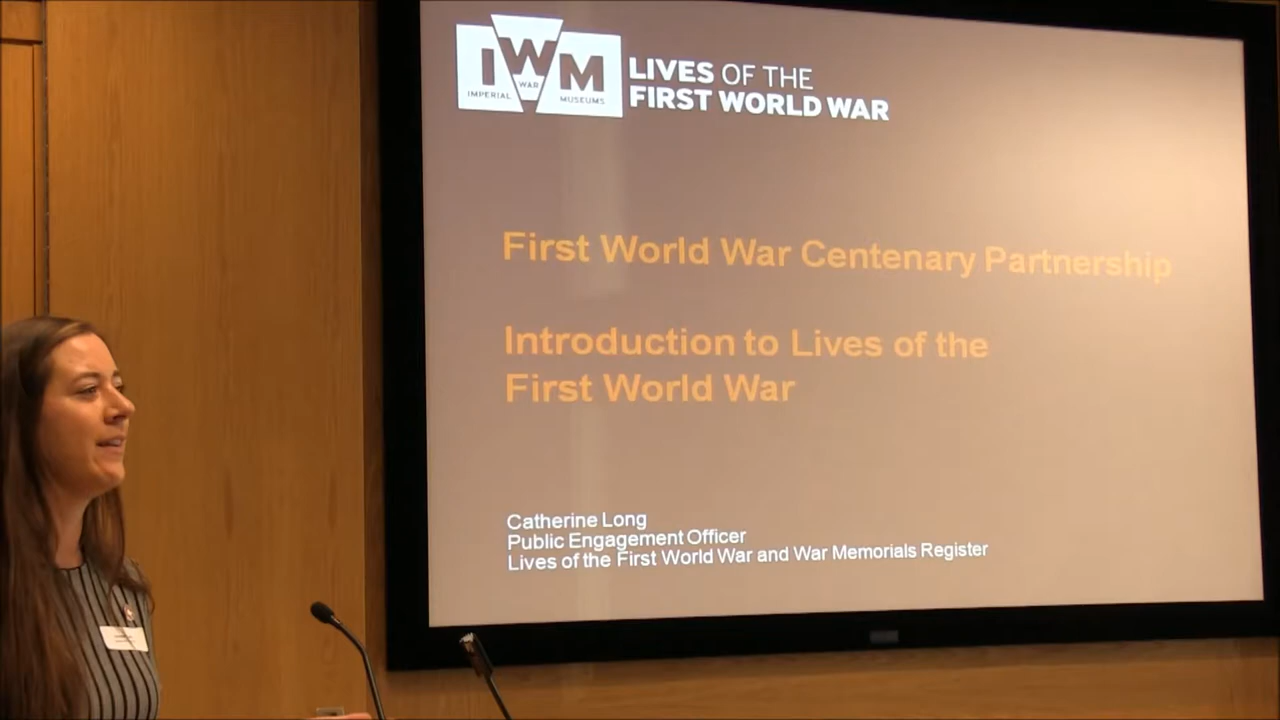 IWM
IMPERIAL WAR MUSEUMS
LIVES OF THE
FIRST WORLD WAR
First World War Centenary Partnership
Introduction to Lives of the
First World War
Catherine Long
Public Engagement Officer
Lives of the First World War and War Memorials Register